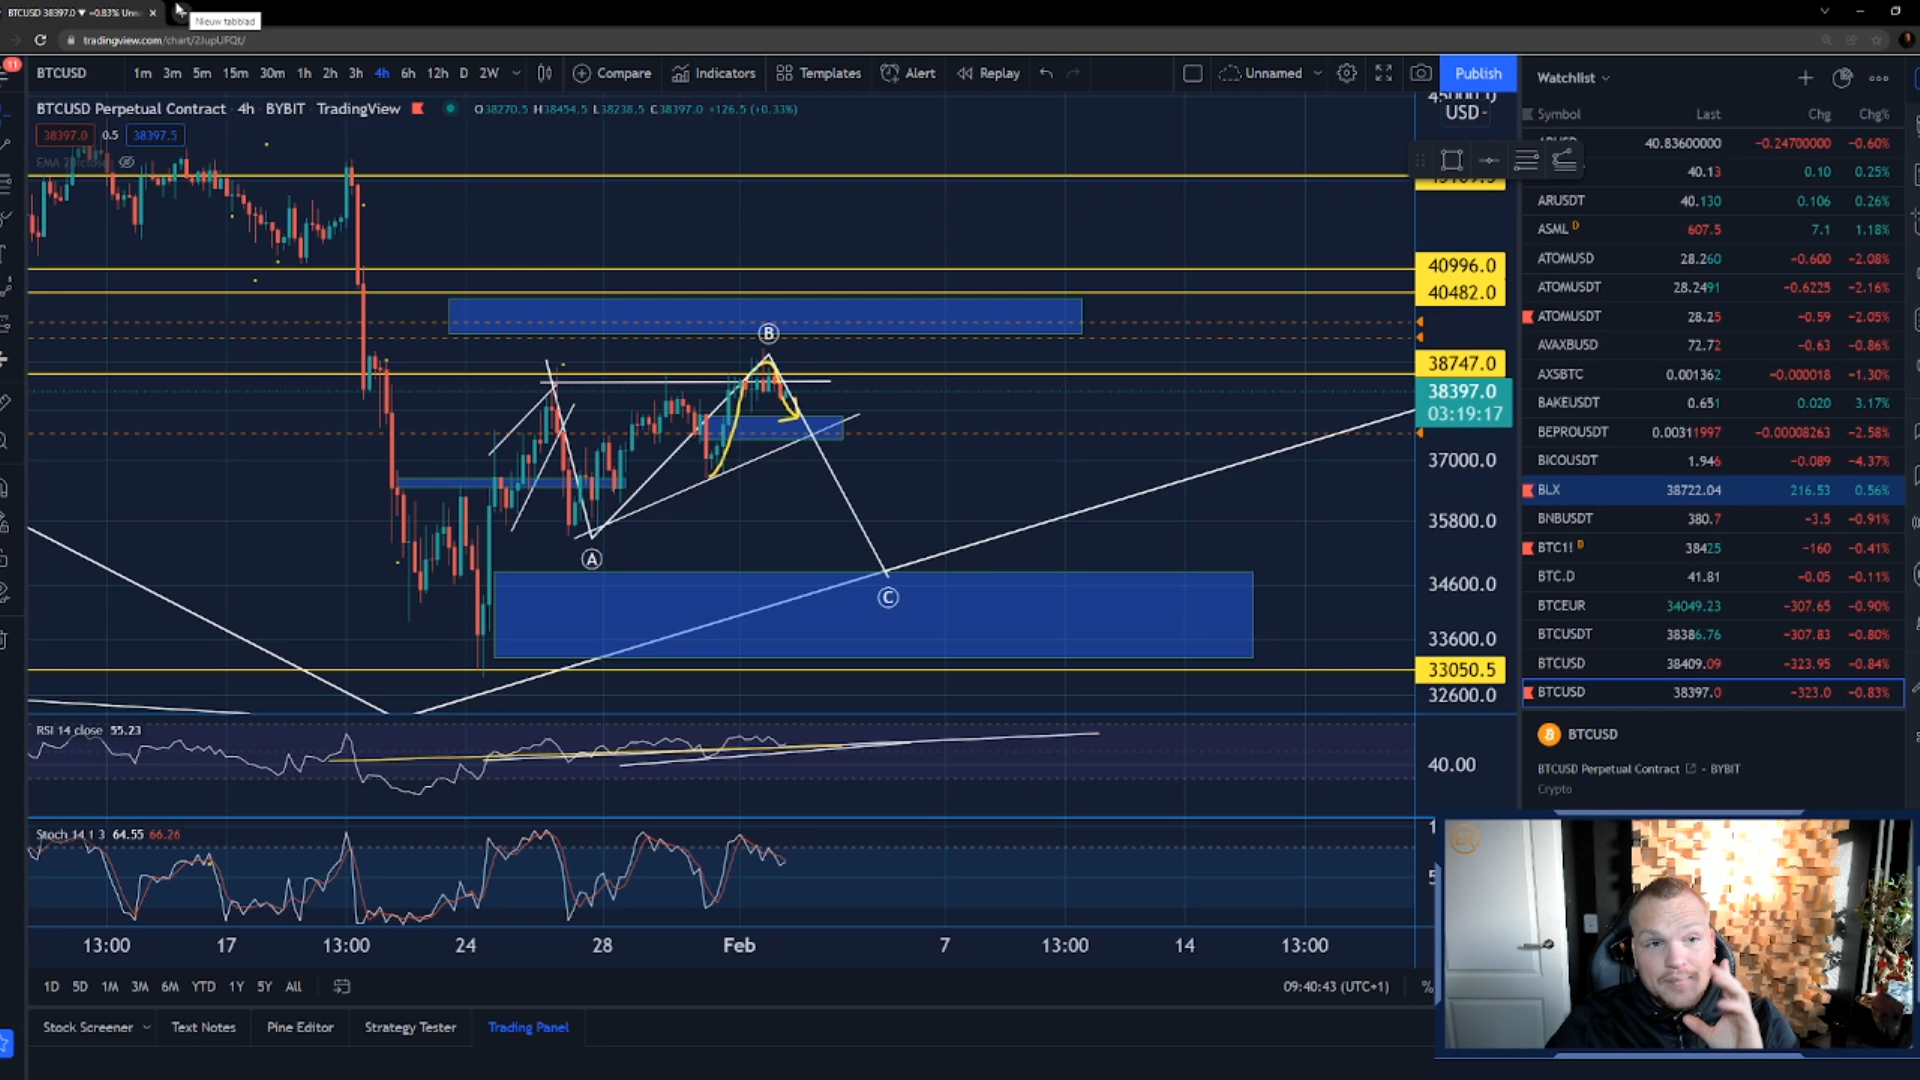 BTCUSD 38397.0 ▼ −0.83% Unn
Nieuw tabblad
tradingview.com/chart/2JupUFQt/
11
BTCUSD 1m 3m 5m 15m 30m 1h 2h 3h 4h 6h 12h D 2W Compare Indicators Templates Alert Replay Unnamed Publish
BTCUSD Perpetual Contract · 4h · BYBIT · TradingView O38270.5 H38454.5 L38238.5 C38397.0 +126.5 (+0.33%)
38397.0 0.5 38397.5
USD
40996.0
40482.0
38747.0
38397.0
03:19:17
37000.0
35800.0
34600.0
33600.0
33050.5
32600.0
B
A
C
RSI 14 close 55.23
40.00
Stoch 14 1 3 64.55 66.26
13:00 17 13:00 24 28 Feb 7 13:00 14 13:00
1D 5D 1M 3M 6M YTD 1Y 5Y All 09:40:43 (UTC+1) %
Stock Screener Text Notes Pine Editor Strategy Tester Trading Panel
Watchlist
Symbol Last Chg Chg%
40.83600000 −0.24700000 −0.60%
40.13 0.10 0.25%
ARUSDT 40.130 0.106 0.26%
ASML D 607.5 7.1 1.18%
ATOMUSD 28.260 −0.600 −2.08%
ATOMUSDT 28.2491 −0.6225 −2.16%
ATOMUSDT 28.25 −0.59 −2.05%
AVAXBUSD 72.72 −0.63 −0.86%
AXSBTC 0.001362 −0.000018 −1.30%
BAKEUSDT 0.651 0.020 3.17%
BEPROUSDT 0.00311997 −0.00008263 −2.58%
BICOUSDT 1.946 −0.089 −4.37%
BLX 38722.04 216.53 0.56%
BNBUSDT 380.7 −3.5 −0.91%
BTC1! D 38425 −160 −0.41%
BTC.D 41.81 −0.05 −0.11%
BTCEUR 34049.23 −307.65 −0.90%
BTCUSDT 38386.76 −307.83 −0.80%
BTCUSD 38409.09 −323.95 −0.84%
BTCUSD 38397.0 −323.0 −0.83%
BTCUSD
BTCUSD Perpetual Contract · BYBIT
Crypto